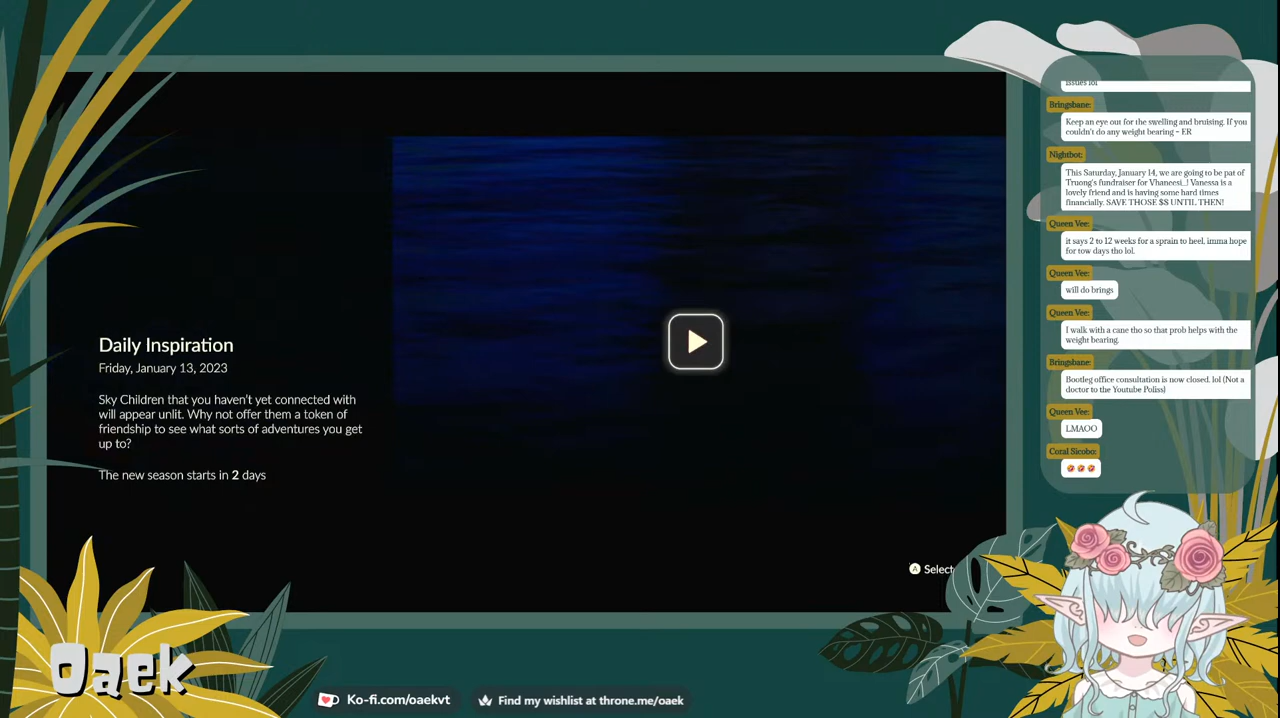 Daily Inspiration
Friday, January 13, 2023
Sky Children that you haven't yet connected with
will appear unlit. Why not offer them a token of
friendship to see what sorts of adventures you get
up to?
The new season starts in 2 days
A Select
issues lol
Bringsbane:
Keep an eye out for the swelling and bruising. If you
couldn't do any weight bearing - ER
Nightbot:
This Saturday, January 14, we are going to be pat of
Truong's fundraiser for Vhaneesi_! Vanessa is a
lovely friend and is having some hard times
financially. SAVE THOSE $$ UNTIL THEN!
Queen Vee:
it says 2 to 12 weeks for a sprain to heel, imma hope
for tow days tho lol.
Queen Vee:
will do brings
Queen Vee:
I walk with a cane tho so that prob helps with the
weight bearing.
Bringsbane:
Bootleg office consultation is now closed. lol (Not a
doctor to the Youtube Poliss)
Queen Vee:
LMAOO
Cotal Sicobo:
Oaek
Ko-fi.com/oaekvt
Find my wishlist at throne.me/oaek